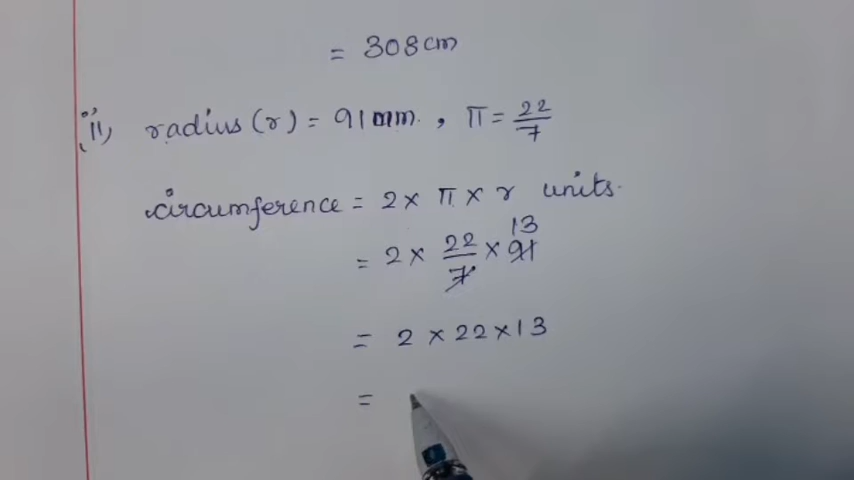 = 308cm
(ii) radius(r) = 91mm. , π = 22/7
circumference = 2 × π × r units.
= 2 × 22/7 × 91 13
= 2 × 22 × 13
=